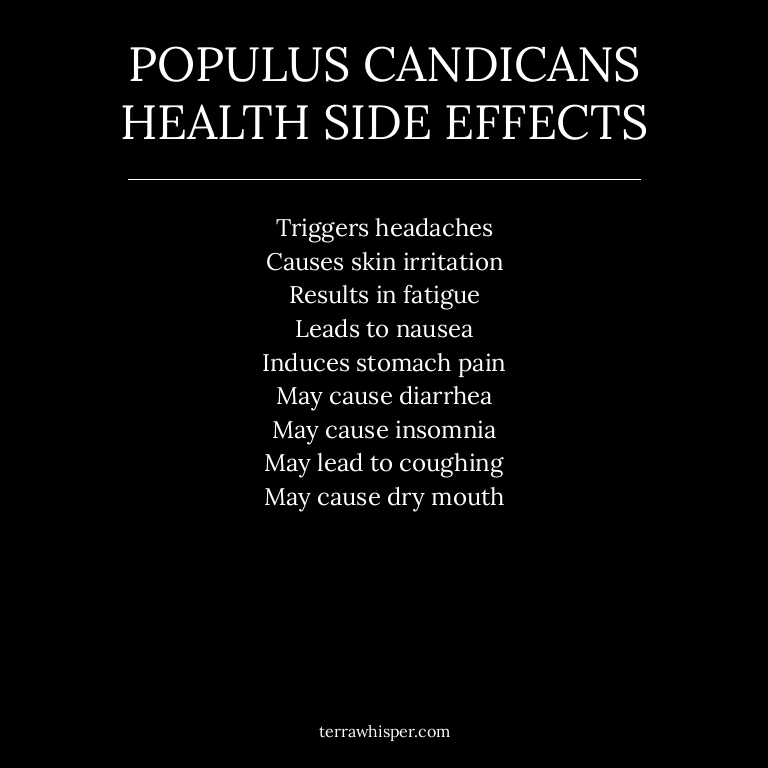 POPULUS CANDICANS
HEALTH SIDE EFFECTS
Triggers headaches
Causes skin irritation
Results in fatigue
Leads to nausea
Induces stomach pain
May cause diarrhea
May cause insomnia
May lead to coughing
May cause dry mouth
terrawhisper.com